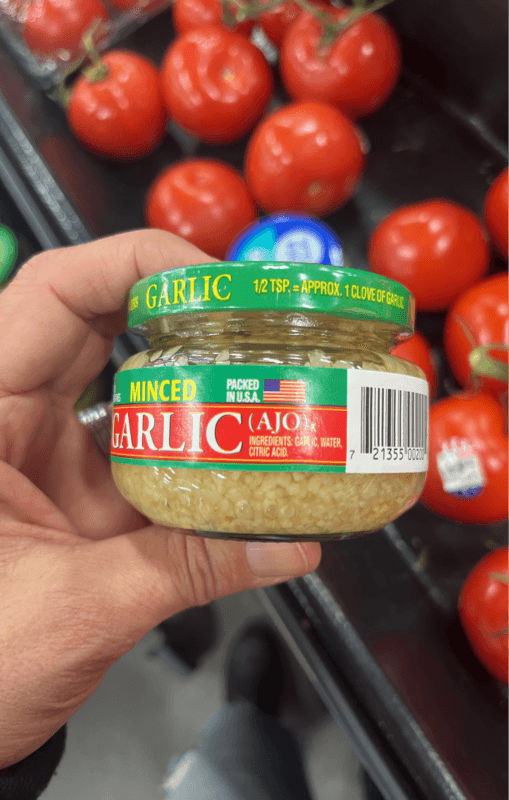 GARLIC 1/2 TSP. = APPROX. 1 CLOVE OF GARLIC
MINCED
PACKED
IN U.S.A.
GARLIC (AJO) K
INGREDIENTS: GARLIC, WATER,
CITRIC ACID.
7 21355 00200